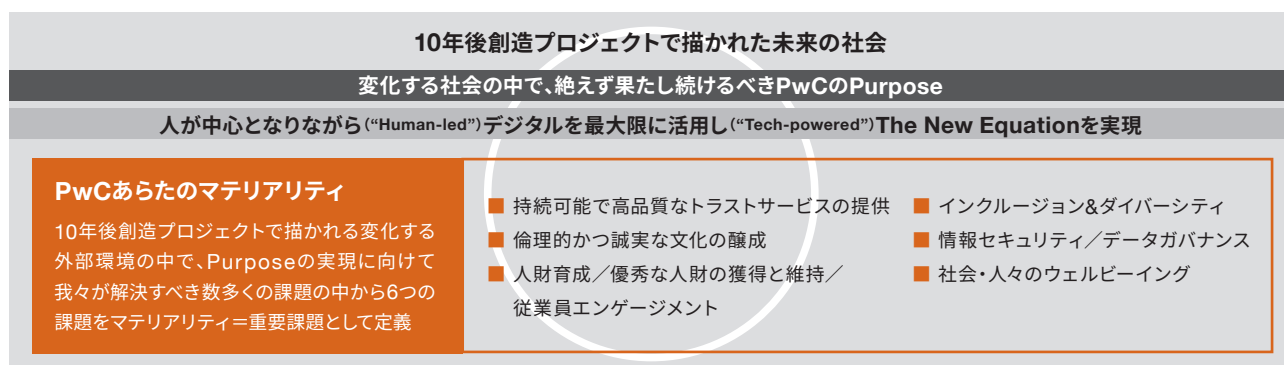 10年後創造プロジェクトで描かれた未来の社会
変化する社会の中で、絶えず果たし続けるべきPwCのPurpose
人が中心となりながら(“Human-led”)デジタルを最大限に活用し(“Tech-powered”)The New Equationを実現
PwCあらたのマテリアリティ
10年後創造プロジェクトで描かれる変化する
外部環境の中で、Purposeの実現に向けて
我々が解決すべき数多くの課題の中から6つの
課題をマテリアリティ=重要課題として定義
■ 持続可能で高品質なトラストサービスの提供
■ 倫理的かつ誠実な文化の醸成
■ 人財育成/優秀な人財の獲得と維持/
従業員エンゲージメント
■ インクルージョン&ダイバーシティ
■ 情報セキュリティ/データガバナンス
■ 社会・人々のウェルビーイング